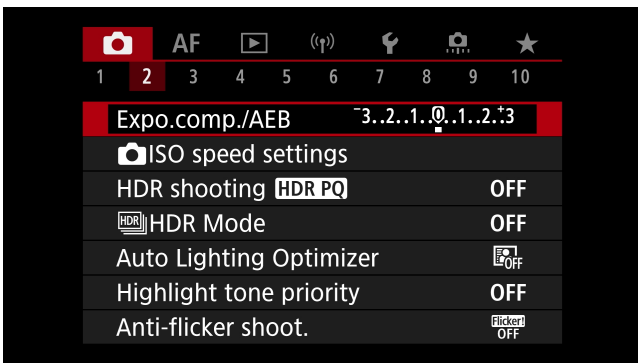 AF
1 2 3 4 5 6 7 8 9 10
Expo.comp./AEB -3..2..1..0..1..2..+3
ISO speed settings
HDR shooting HDR PQ OFF
HDR HDR Mode OFF
Auto Lighting Optimizer OFF
Highlight tone priority OFF
Anti-flicker shoot. Flicker! OFF